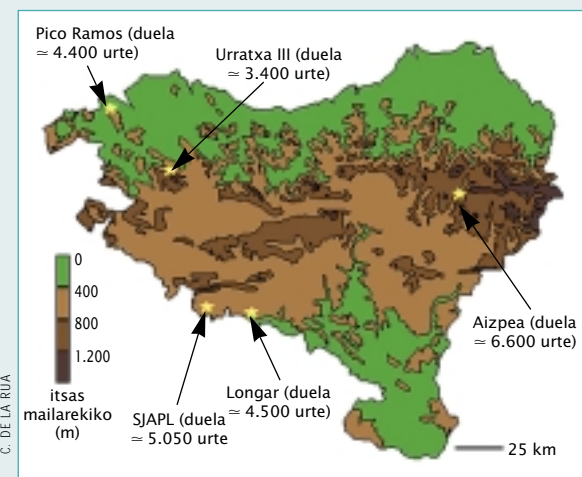 Pico Ramos (duela
≃ 4.400 urte)
Urratxa III (duela
≃ 3.400 urte)
0
400
800
1.200
itsas
mailarekiko
(m)
SJAPL (duela
≃ 5.050 urte
Longar (duela
≃ 4.500 urte)
Aizpea (duela
≃ 6.600 urte)
25 km
C. DE LA RUA